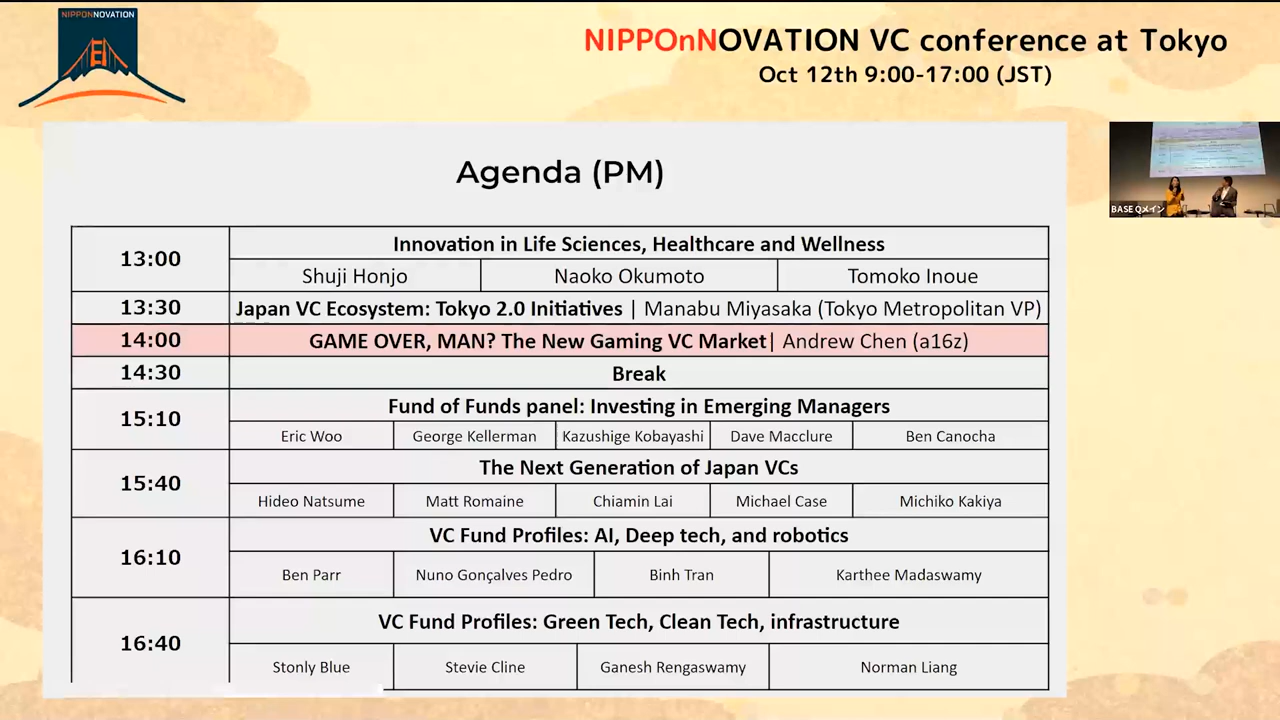 NIPPONNOVATION
NIPPOnNOVATION VC conference at Tokyo
Oct 12th 9:00-17:00 (JST)
Agenda (PM)
13:00
Innovation in Life Sciences, Healthcare and Wellness
Shuji Honjo
Naoko Okumoto
Tomoko Inoue
13:30
Japan VC Ecosystem: Tokyo 2.0 Initiatives | Manabu Miyasaka (Tokyo Metropolitan VP)
14:00
GAME OVER, MAN? The New Gaming VC Market| Andrew Chen (a16z)
14:30
Break
15:10
Fund of Funds panel: Investing in Emerging Managers
Eric Woo
George Kellerman
Kazushige Kobayashi
Dave Macclure
Ben Canocha
15:40
The Next Generation of Japan VCs
Hideo Natsume
Matt Romaine
Chiamin Lai
Michael Case
Michiko Kakiya
16:10
VC Fund Profiles: AI, Deep tech, and robotics
Ben Parr
Nuno Gonçalves Pedro
Binh Tran
Karthee Madaswamy
16:40
VC Fund Profiles: Green Tech, Clean Tech, infrastructure
Stonly Blue
Stevie Cline
Ganesh Rengaswamy
Norman Liang
BASE Qメイン